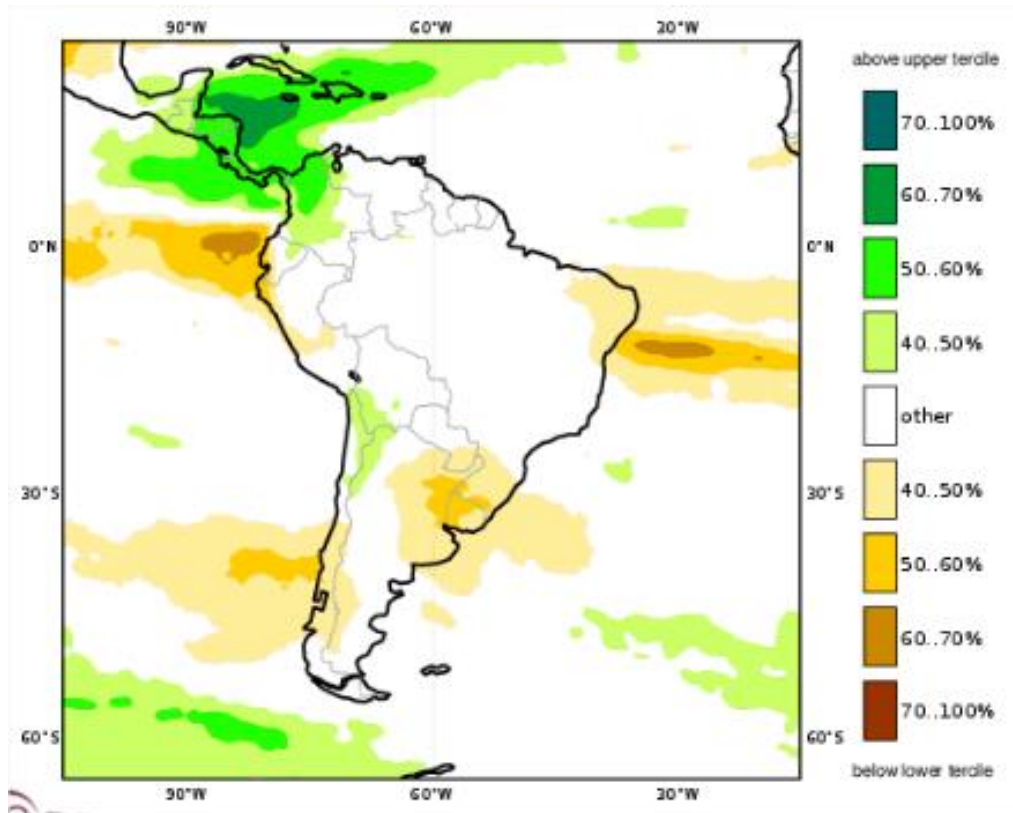 90°W 60°W 30°W
above upper tercile
70..100%
60..70%
0°N 0°N
50..60%
40..50%
other
30°S 30°S
40..50%
50..60%
60..70%
70..100%
60°S 60°S
below lower tercile
90°W 60°W 30°W